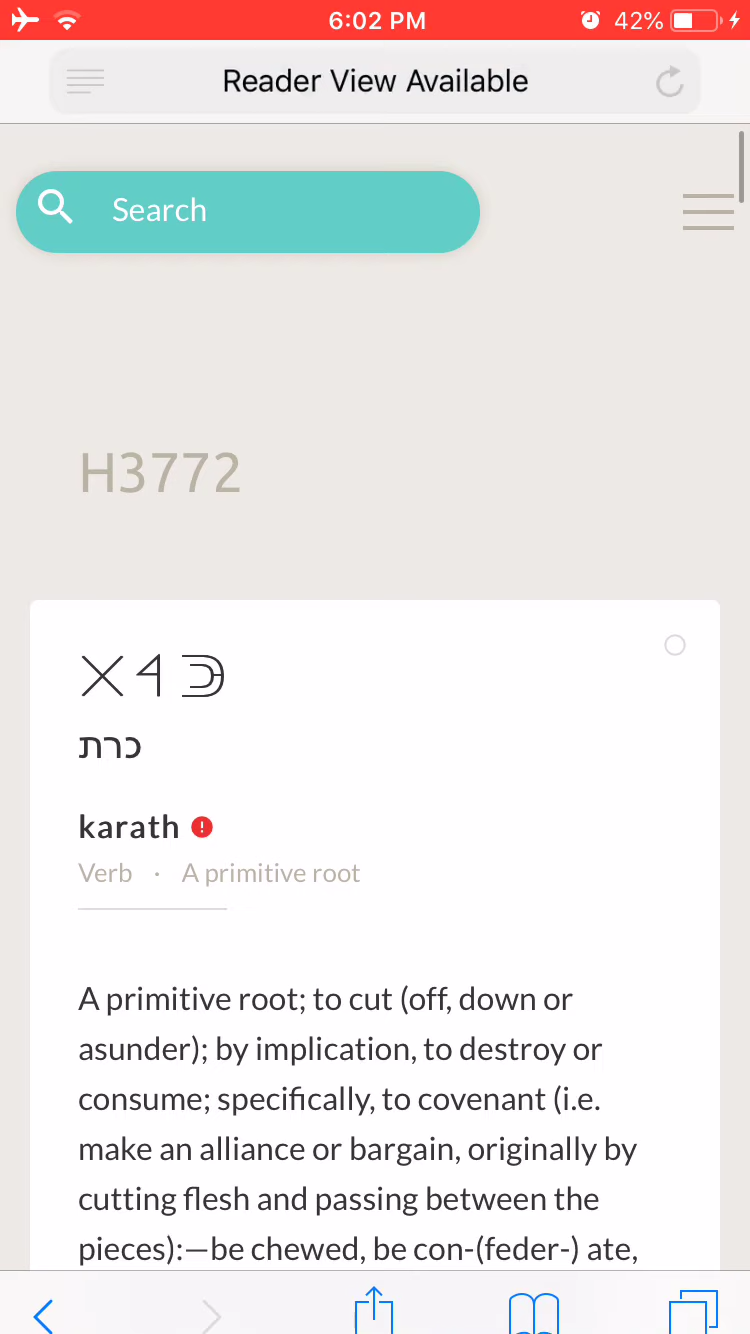 6:02 PM 42%
Reader View Available
Search
H3772
𐤊𐤓𐤕
כרת
karath
Verb · A primitive root
A primitive root; to cut (off, down or
asunder); by implication, to destroy or
consume; specifically, to covenant (i.e.
make an alliance or bargain, originally by
cutting flesh and passing between the
pieces):—be chewed, be con-(feder-) ate,